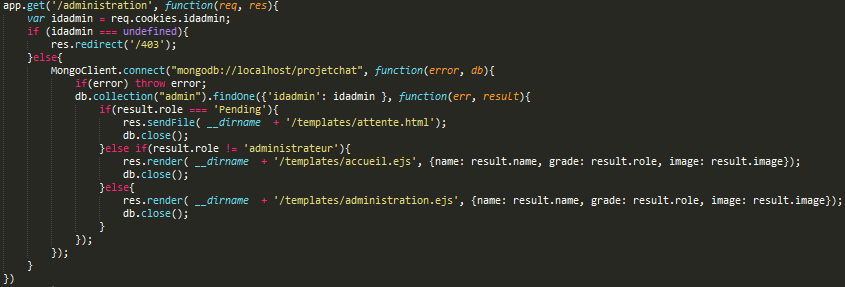 app.get('/administration', function(req, res){
    var idadmin = req.cookies.idadmin;
    if (idadmin === undefined){
        res.redirect('/403');
    }else{
        MongoClient.connect("mongodb://localhost/projetchat", function(error, db){
            if(error) throw error;
            db.collection("admin").findOne({'idadmin': idadmin }, function(err, result){
                if(result.role === 'Pending'){
                    res.sendFile( __dirname  + '/templates/attente.html');
                    db.close();
                }else if(result.role != 'administrateur'){
                    res.render( __dirname  + '/templates/accueil.ejs', {name: result.name, grade: result.role, image: result.image});
                    db.close();
                }else{
                    res.render( __dirname  + '/templates/administration.ejs', {name: result.name, grade: result.role, image: result.image});
                    db.close();
                }
            });
        });
    }
})